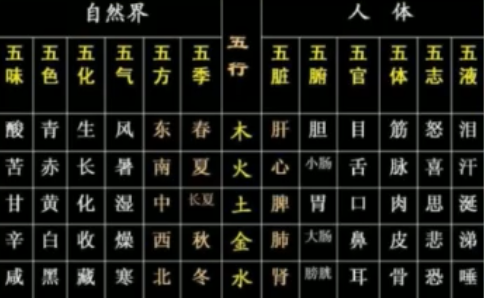 自然界 五行 人体
五味 五色 五化 五气 五方 五季 五脏 五腑 五官 五体 五志 五液
酸 青 生 风 东 春 木 肝 胆 目 筋 怒 泪
苦 赤 长 暑 南 夏 火 心 小肠 舌 脉 喜 汗
甘 黄 化 湿 中 长夏 土 脾 胃 口 肉 思 涎
辛 白 收 燥 西 秋 金 肺 大肠 鼻 皮 悲 涕
咸 黑 藏 寒 北 冬 水 肾 膀胱 耳 骨 恐 唾